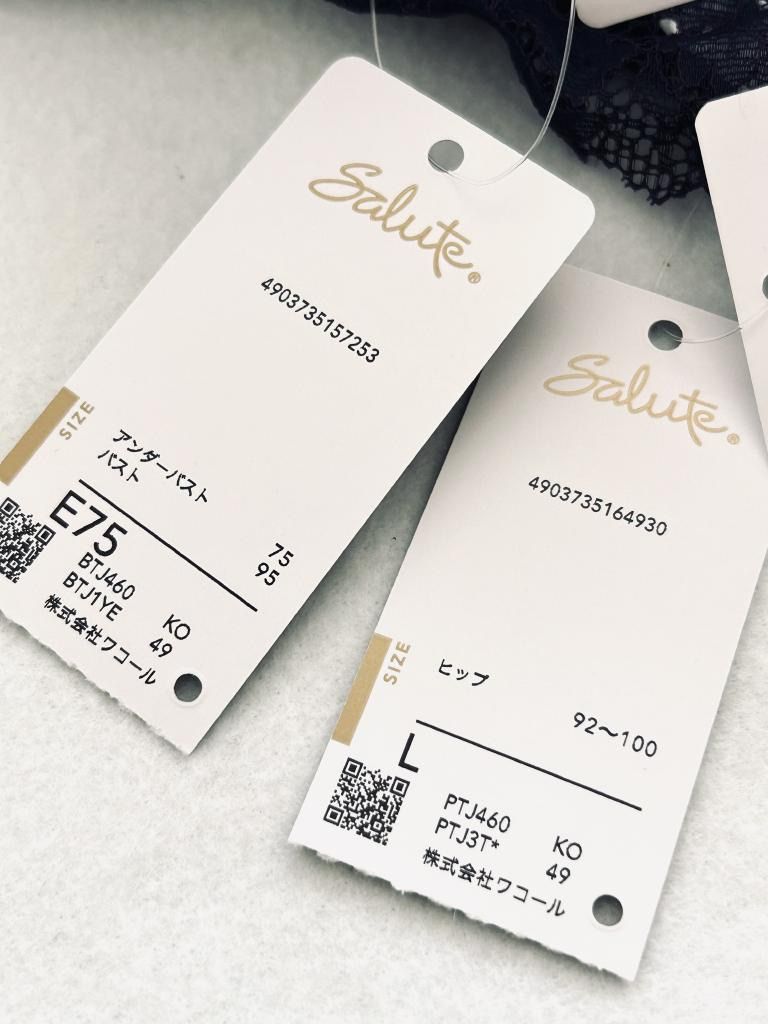 Salute®
4903735157253
SIZE
アンダーバスト 75
バスト 95
E75
BTJ460 KO
BTJ1YE 49
株式会社ワコール
Salute®
4903735164930
SIZE
ヒップ
92〜100
L
PTJ460 KO
PTJ3T* 49
株式会社ワコール